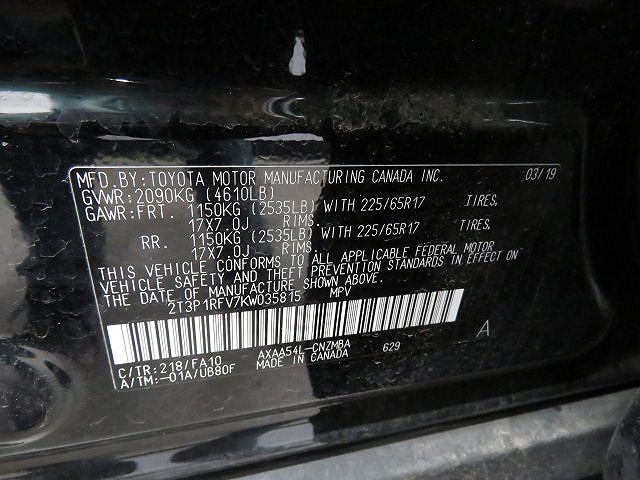 MFD.BY:TOYOTA MOTOR MANUFACTURING CANADA INC. 03/19
GVWR:2090KG (4610LB)
GAWR:FRT. 1150KG (2535LB) WITH 225/65R17 TIRES,
17X7.0J RIMS.
RR. 1150KG (2535LB) WITH 225/65R17 TIRES,
17X7.0J RIMS.
THIS VEHICLE CONFORMS TO ALL APPLICABLE FEDERAL MOTOR
VEHICLE SAFETY AND THEFT PREVENTION STANDARDS IN EFFECT ON
THE DATE OF MANUFACTURE SHOWN ABOVE.
2T3P1RFV7KW035815 MPV
A
C/TR:218/FA10 AXAA54L-CNZMBA 629
A/TM:-01A/UB80F MADE IN CANADA